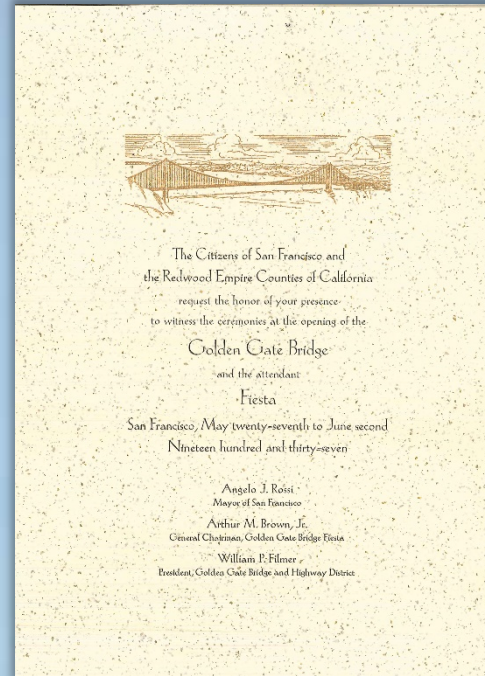 The Citizens of San Francisco and
the Redwood Empire Counties of California
request the honor of your presence
to witness the ceremonies at the opening of the
Golden Gate Bridge
and the attendant
Fiesta
San Francisco, May twenty-seventh to June second
Nineteen hundred and thirty-seven
Angelo J. Rossi
Mayor of San Francisco
Arthur M. Brown, Jr.
General Chairman, Golden Gate Bridge Fiesta
William P. Filmer
President, Golden Gate Bridge and Highway District